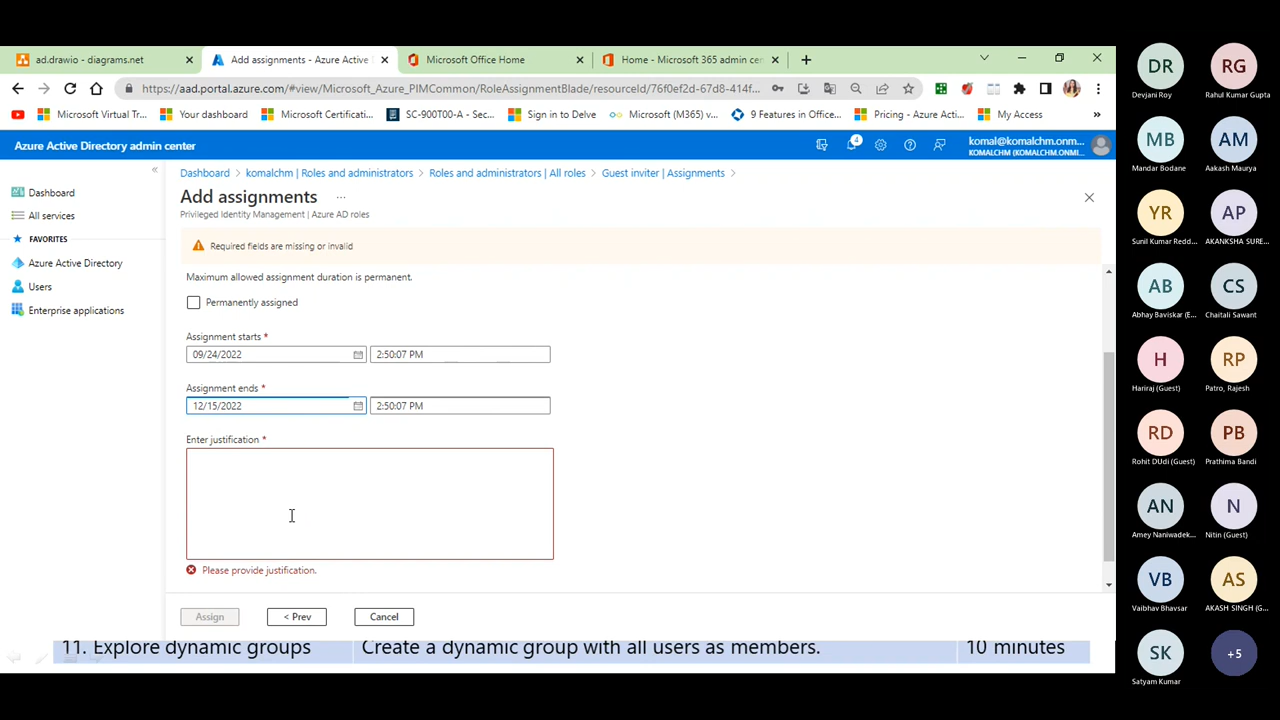 ad.drawio - diagrams.net
Add assignments - Azure Active
Microsoft Office Home
Home - Microsoft 365 admin cen
https://aad.portal.azure.com/#view/Microsoft_Azure_PIMCommon/RoleAssignmentBlade/resourceId/76f0ef2d-67d8-414f...
Microsoft Virtual Tr...
Your dashboard
Microsoft Certificati...
SC-900T00-A - Sec...
Sign in to Delve
Microsoft (M365) v...
9 Features in Office...
Pricing - Azure Acti...
My Access
»
Azure Active Directory admin center
4
komal@komalchm.onm...
KOMALCHM (KOMALCHM.ONMI...
«
Dashboard
All services
FAVORITES
Azure Active Directory
Users
Enterprise applications
Dashboard > komalchm | Roles and administrators > Roles and administrators | All roles > Guest inviter | Assignments >
Add assignments ...
Privileged Identity Management | Azure AD roles
Required fields are missing or invalid
Maximum allowed assignment duration is permanent.
Permanently assigned
Assignment starts *
09/24/2022 2:50:07 PM
Assignment ends *
12/15/2022 2:50:07 PM
Enter justification *
Please provide justification.
Assign < Prev Cancel
11. Explore dynamic groups Create a dynamic group with all users as members. 10 minutes
DR RG
Devjani Roy Rahul Kumar Gupta
MB AM
Mandar Bodane Aakash Maurya
YR AP
Sunil Kumar Redd... AKANKSHA SURE...
AB CS
Abhay Baviskar (E... Chaitali Sawant
H RP
Hariraj (Guest) Patro, Rajesh
RD PB
Rohit DUdi (Guest) Prathima Bandi
AN N
Amey Naniwadek... Nitin (Guest)
VB AS
Vaibhav Bhavsar AKASH SINGH (G...
SK +5
Satyam Kumar